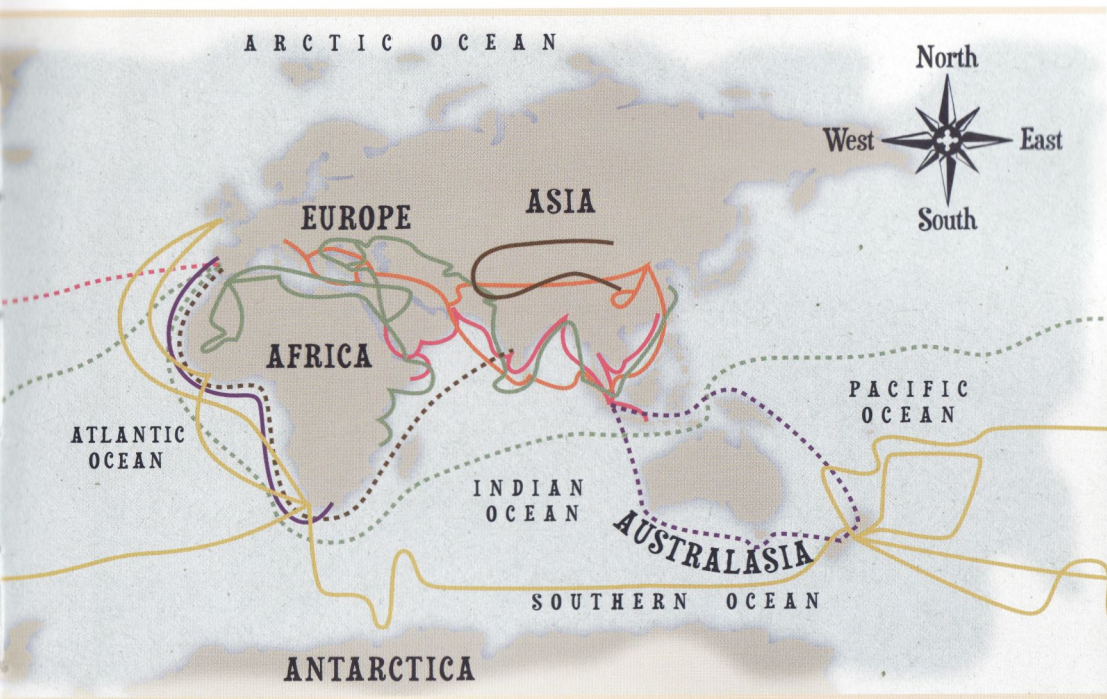 ARCTIC OCEAN
North
West
East
South
EUROPE
ASIA
AFRICA
PACIFIC
OCEAN
ATLANTIC
OCEAN
INDIAN
OCEAN
AUSTRALASIA
SOUTHERN OCEAN
ANTARCTICA